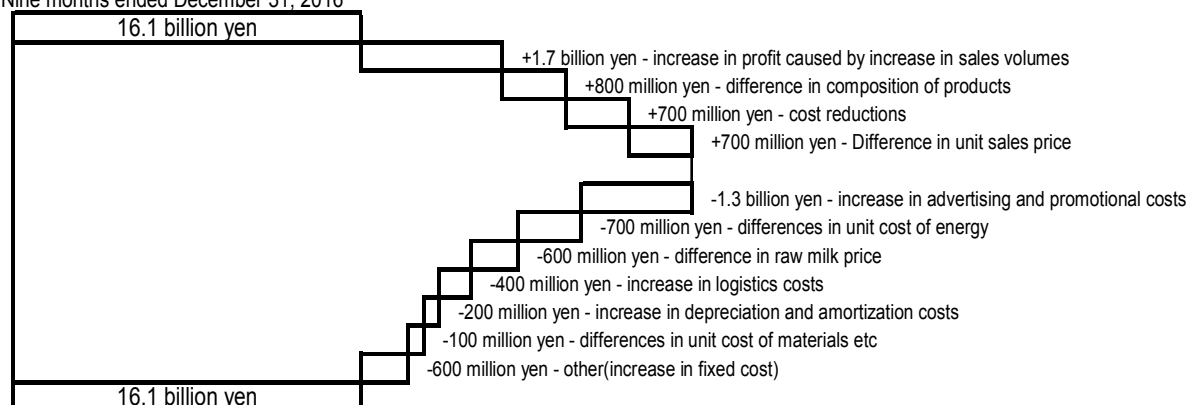 Nine months ended December 31, 2016
16.1 billion yen
+1.7 billion yen - increase in profit caused by increase in sales volumes
+800 million yen - difference in composition of products
+700 million yen - cost reductions
+700 million yen - Difference in unit sales price
-1.3 billion yen - increase in advertising and promotional costs
-700 million yen - differences in unit cost of energy
-600 million yen - difference in raw milk price
-400 million yen - increase in logistics costs
-200 million yen - increase in depreciation and amortization costs
-100 million yen - differences in unit cost of materials etc
-600 million yen - other(increase in fixed cost)
16.1 billion yen